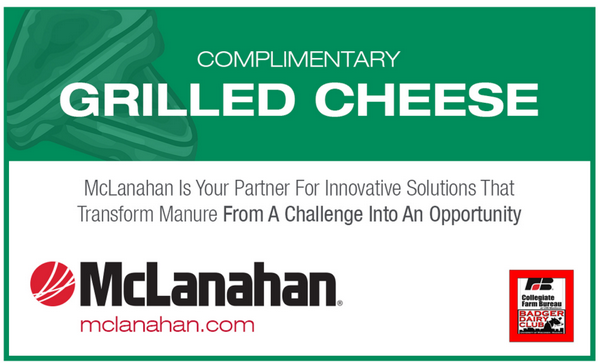 COMPLIMENTARY
GRILLED CHEESE
McLanahan Is Your Partner For Innovative Solutions That
Transform Manure From A Challenge Into An Opportunity
McLanahan®
mclanahan.com
FB
Collegiate
Farm Bureau
BADGER
DAIRY
CLUB